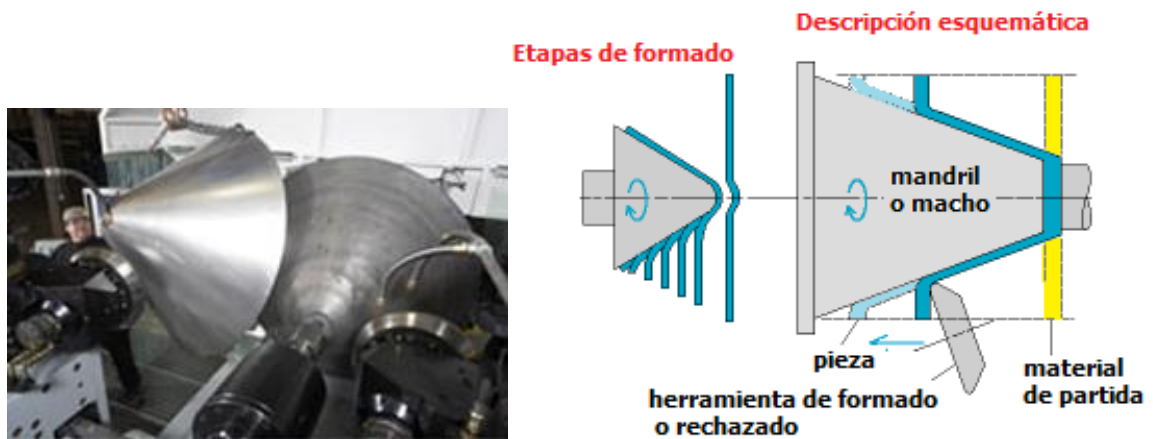 Descripción esquemática
Etapas de formado
mandril
o macho
pieza
herramienta de formado
o rechazado
material
de partida